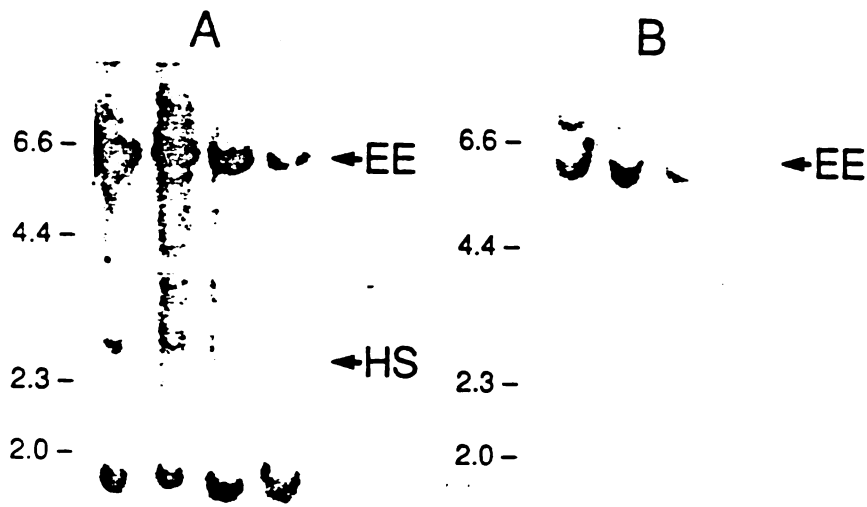 A
B
6.6 –
EE
4.4 –
HS
2.3 –
2.0 –
6.6 –
EE
4.4 –
2.3 –
2.0 –